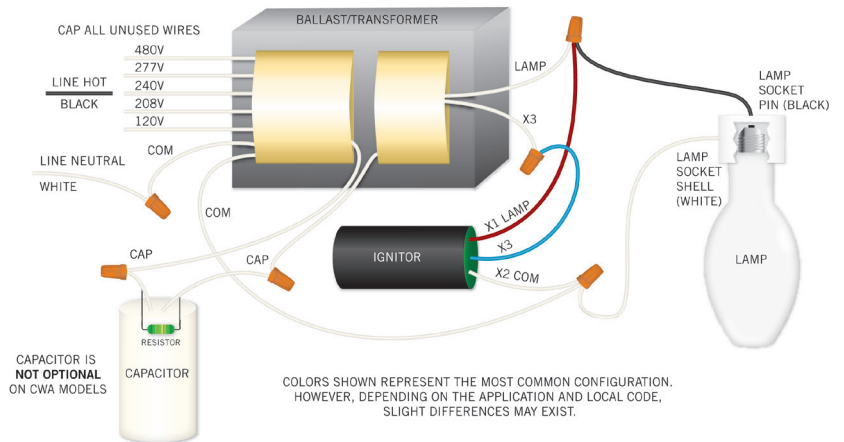 BALLAST/TRANSFORMER
CAP ALL UNUSED WIRES
480V
277V
LINE HOT
240V
BLACK
208V
120V
LAMP
X3
LAMP
SOCKET
PIN (BLACK)
COM
LINE NEUTRAL
WHITE
LAMP
SOCKET
SHELL
(WHITE)
COM
X1 LAMP
X3
X2 COM
IGNITOR
LAMP
CAP
CAP
RESISTOR
CAPACITOR
CAPACITOR IS
NOT OPTIONAL
ON CWA MODELS
COLORS SHOWN REPRESENT THE MOST COMMON CONFIGURATION.
HOWEVER, DEPENDING ON THE APPLICATION AND LOCAL CODE,
SLIGHT DIFFERENCES MAY EXIST.